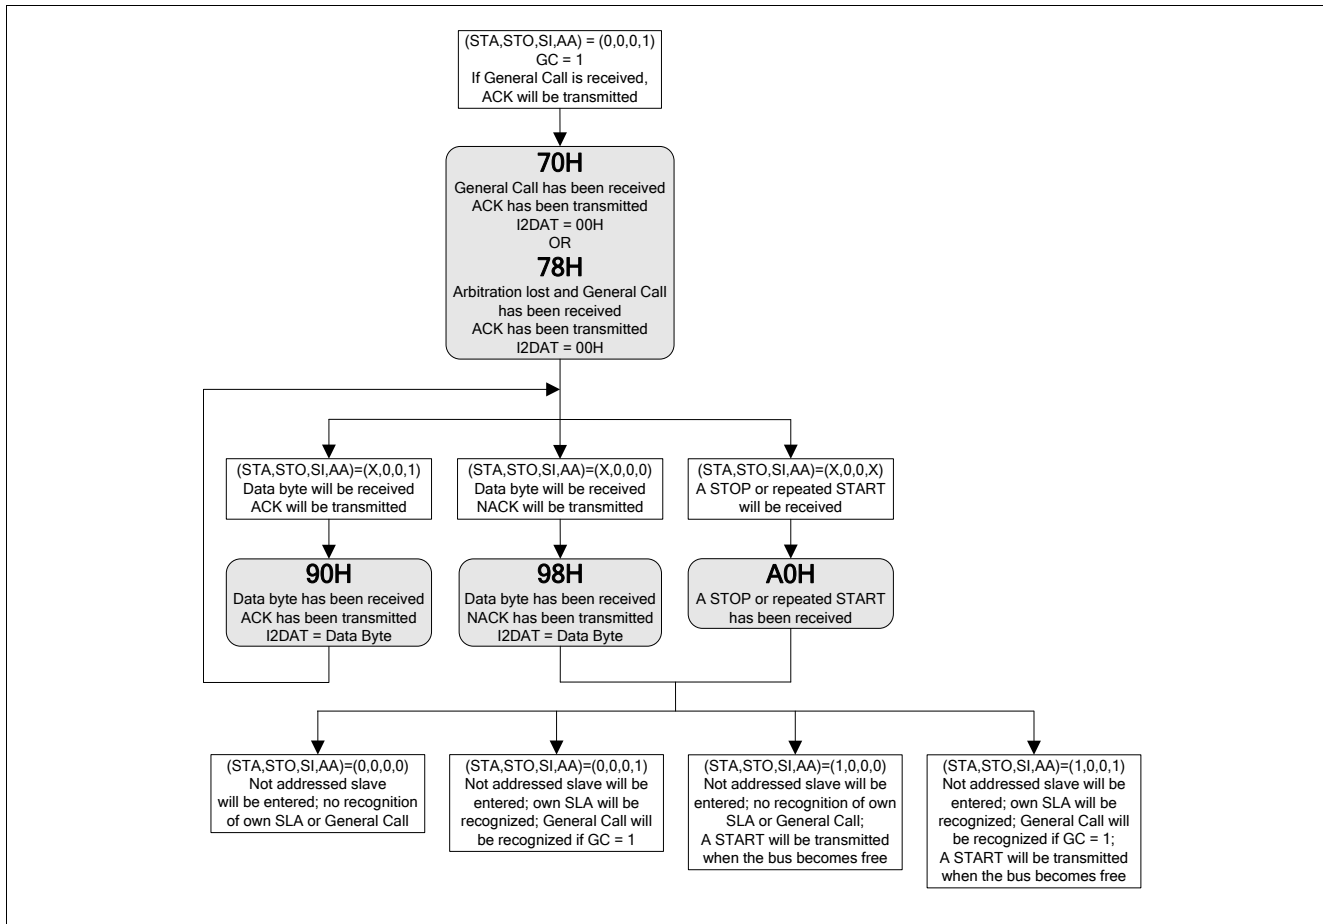 (STA,STO,SI,AA) = (0,0,0,1)
GC = 1
If General Call is received,
ACK will be transmitted
70H
General Call has been received
ACK has been transmitted
I2DAT = 00H
OR
78H
Arbitration lost and General Call
has been received
ACK has been transmitted
I2DAT = 00H
(STA,STO,SI,AA)=(X,0,0,1)
Data byte will be received
ACK will be transmitted
(STA,STO,SI,AA)=(X,0,0,0)
Data byte will be received
NACK will be transmitted
(STA,STO,SI,AA)=(X,0,0,X)
A STOP or repeated START
will be received
90H
Data byte has been received
ACK has been transmitted
I2DAT = Data Byte
98H
Data byte has been received
NACK has been transmitted
I2DAT = Data Byte
A0H
A STOP or repeated START
has been received
(STA,STO,SI,AA)=(0,0,0,0)
Not addressed slave
will be entered; no recognition
of own SLA or General Call
(STA,STO,SI,AA)=(0,0,0,1)
Not addressed slave will be
entered; own SLA will be
recognized; General Call will
be recognized if GC = 1
(STA,STO,SI,AA)=(1,0,0,0)
Not addressed slave will be
entered; no recognition of own
SLA or General Call;
A START will be transmitted
when the bus becomes free
(STA,STO,SI,AA)=(1,0,0,1)
Not addressed slave will be
entered; own SLA will be
recognized; General Call will
be recognized if GC = 1;
A START will be transmitted
when the bus becomes free